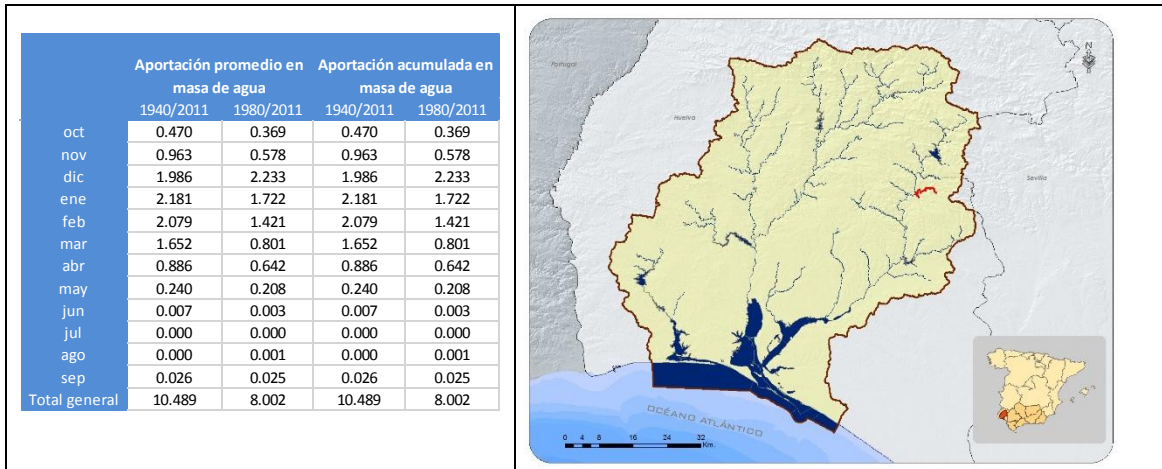 Aportación promedio en masa de agua Aportación acumulada en masa de agua
1940/2011 1980/2011 1940/2011 1980/2011
oct 0.470 0.369 0.470 0.369
nov 0.963 0.578 0.963 0.578
dic 1.986 2.233 1.986 2.233
ene 2.181 1.722 2.181 1.722
feb 2.079 1.421 2.079 1.421
mar 1.652 0.801 1.652 0.801
abr 0.886 0.642 0.886 0.642
may 0.240 0.208 0.240 0.208
jun 0.007 0.003 0.007 0.003
jul 0.000 0.000 0.000 0.000
ago 0.000 0.001 0.000 0.001
sep 0.026 0.025 0.026 0.025
Total general 10.489 8.002 10.489 8.002
Portugal
Huelva
Sevilla
N
OCÉANO ATLÁNTICO
0 4 8 16 24 32
Km.